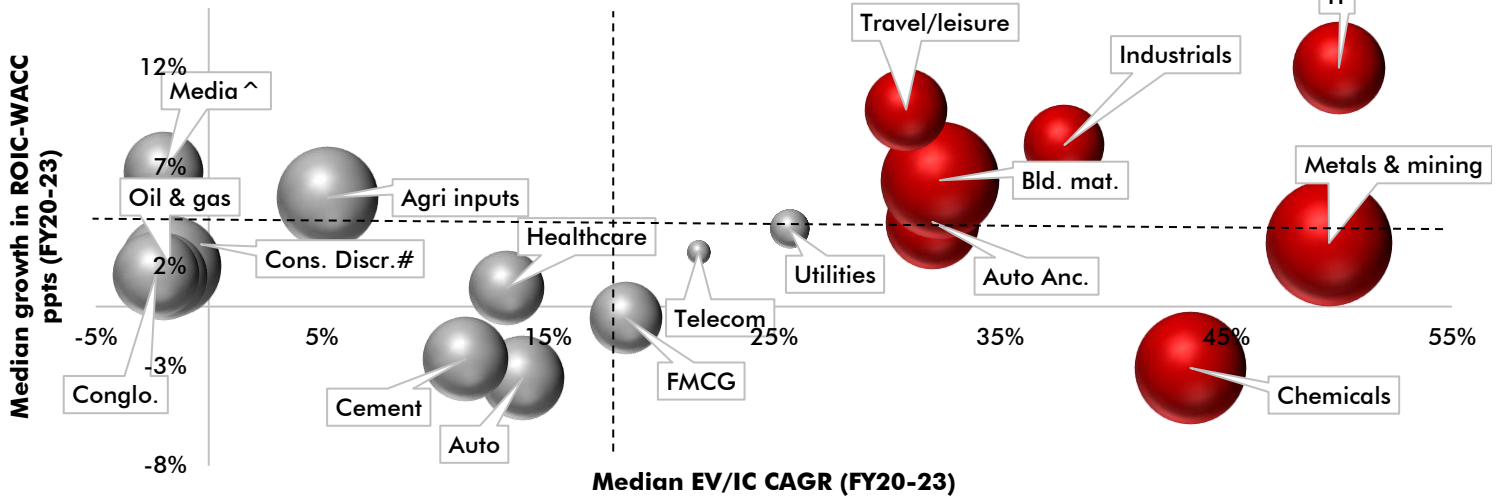 Travel/leisure
Industrials
12%
Media ^
Metals & mining
7%
Oil & gas
Agri inputs
Bld. mat.
Healthcare
Cons. Discr.#
2%
Utilities
Auto Anc.
Telecom
-5%
5%
15%
25%
35%
45%
55%
-3%
Conglo.
FMCG
Cement
Chemicals
Auto
-8%
Median growth in ROIC-WACC
ppts (FY20-23)
Median EV/IC CAGR (FY20-23)